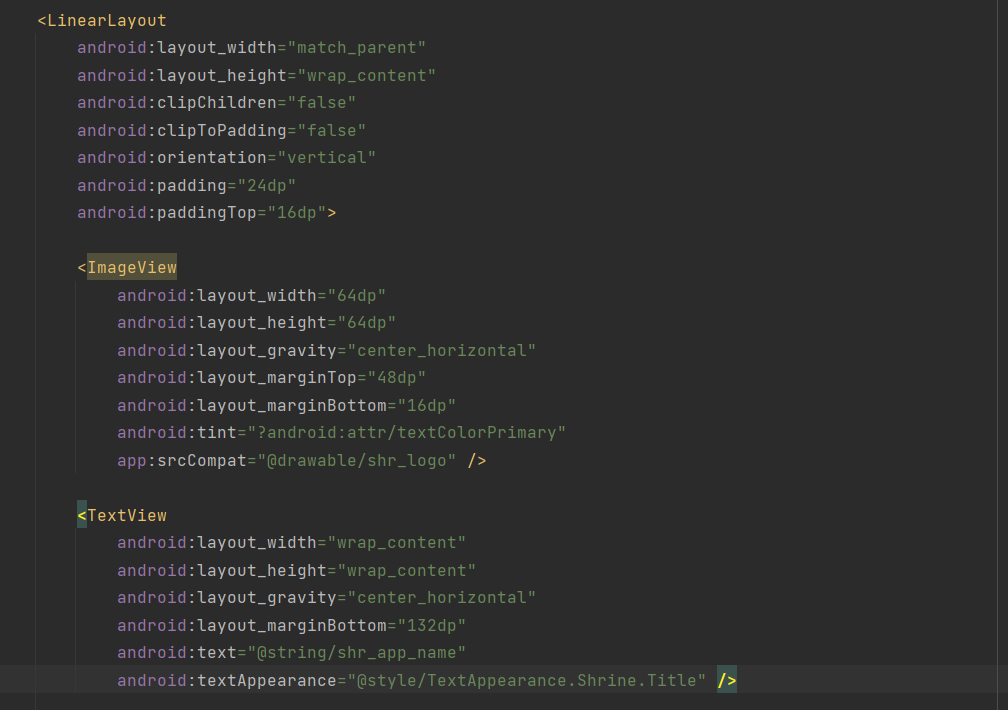 <LinearLayout
    android:layout_width="match_parent"
    android:layout_height="wrap_content"
    android:clipChildren="false"
    android:clipToPadding="false"
    android:orientation="vertical"
    android:padding="24dp"
    android:paddingTop="16dp">

    <ImageView
        android:layout_width="64dp"
        android:layout_height="64dp"
        android:layout_gravity="center_horizontal"
        android:layout_marginTop="48dp"
        android:layout_marginBottom="16dp"
        android:tint="?android:attr/textColorPrimary"
        app:srcCompat="@drawable/shr_logo" />

    <TextView
        android:layout_width="wrap_content"
        android:layout_height="wrap_content"
        android:layout_gravity="center_horizontal"
        android:layout_marginBottom="132dp"
        android:text="@string/shr_app_name"
        android:textAppearance="@style/TextAppearance.Shrine.Title" />